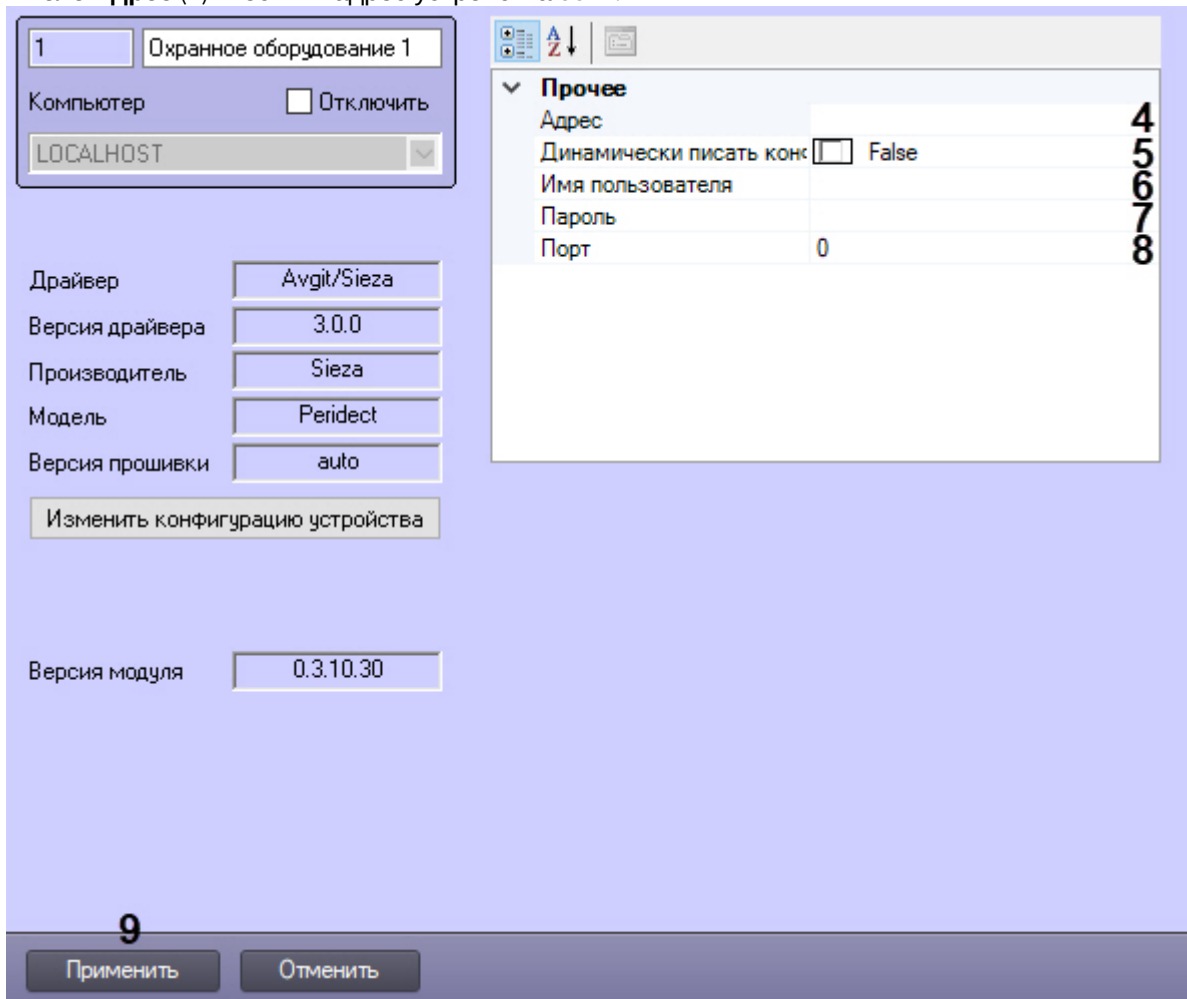 1 Охранное оборудование 1
Компьютер Отключить
LOCALHOST
Драйвер Avgit/Sieza
Версия драйвера 3.0.0
Производитель Sieza
Модель Peridect
Версия прошивки auto
Изменить конфигурацию устройства
Версия модуля 0.3.10.30
Прочее
Адрес 4
Динамически писать кон False 5
Имя пользователя 6
Пароль 7
Порт 0 8
9
Применить Отменить